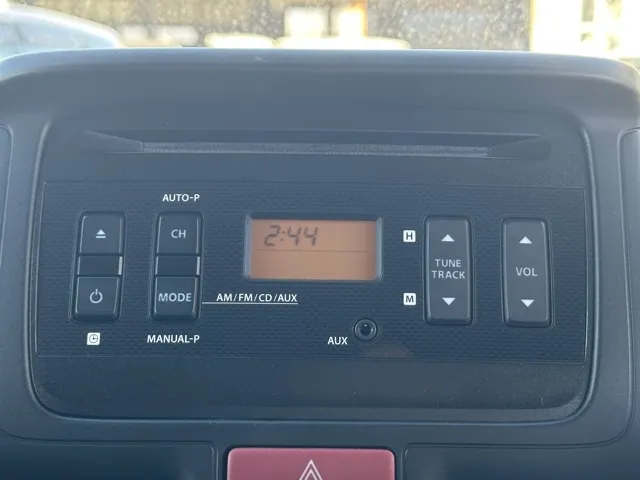 AUTO-P
CH
2:44
H
TUNE
TRACK
VOL
MODE
AM/FM/CD/AUX
M
MANUAL-P
AUX